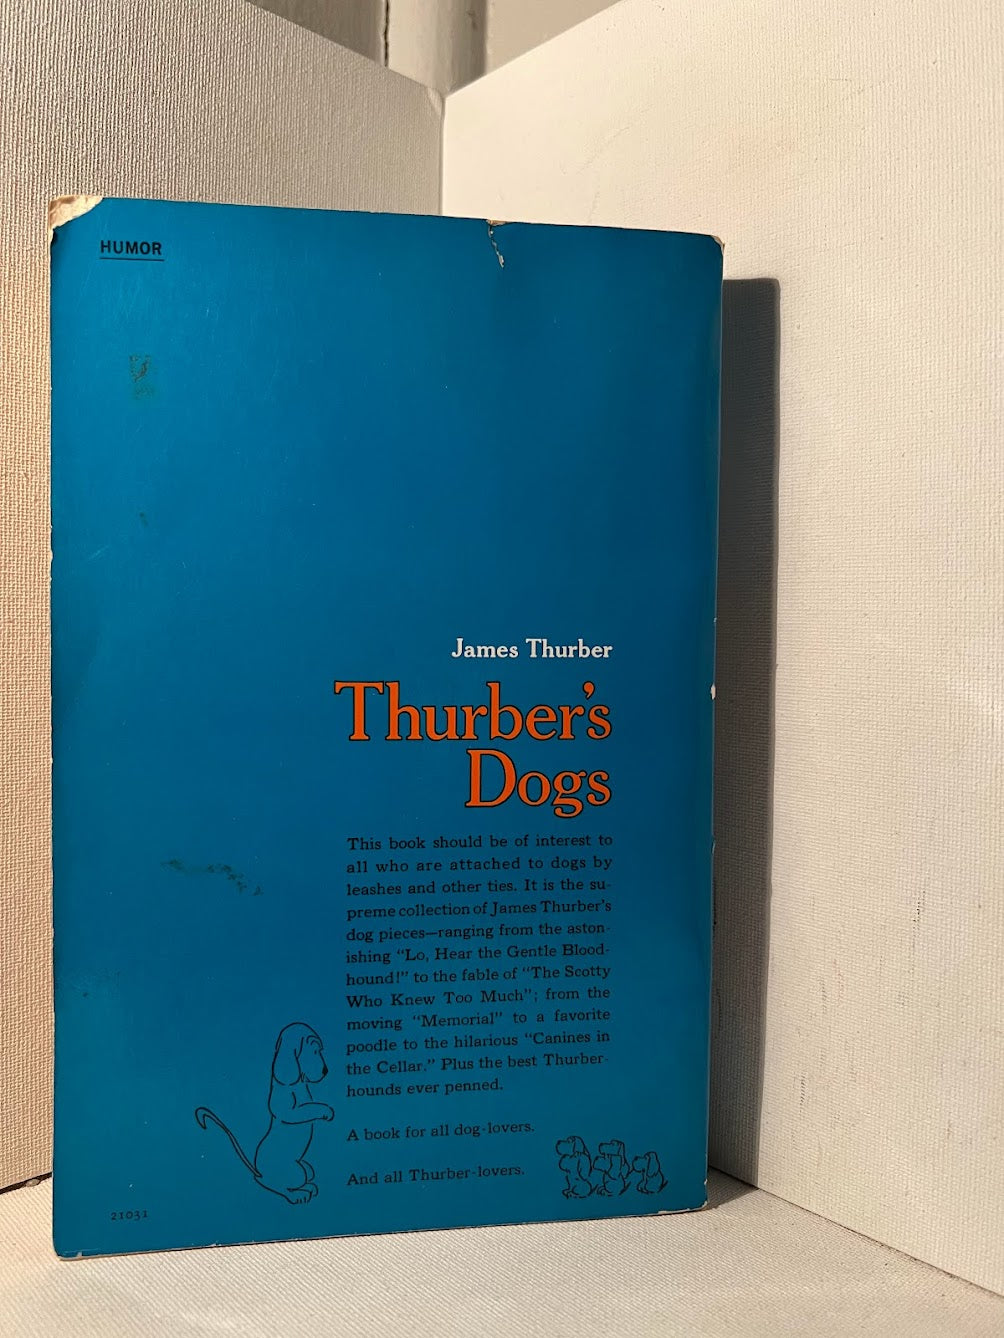 HUMOR
James Thurber
Thurber's
Dogs
This book should be of interest to
all who are attached to dogs by
leashes and other ties. It is the su-
preme collection of James Thurber's
dog pieces—ranging from the aston-
ishing "Lo, Hear the Gentle Blood-
hound!" to the fable of "The Scotty
Who Knew Too Much"; from the
moving "Memorial" to a favorite
poodle to the hilarious "Canines in
the Cellar." Plus the best Thurber-
hounds ever penned.
A book for all dog-lovers.
And all Thurber-lovers.
21031